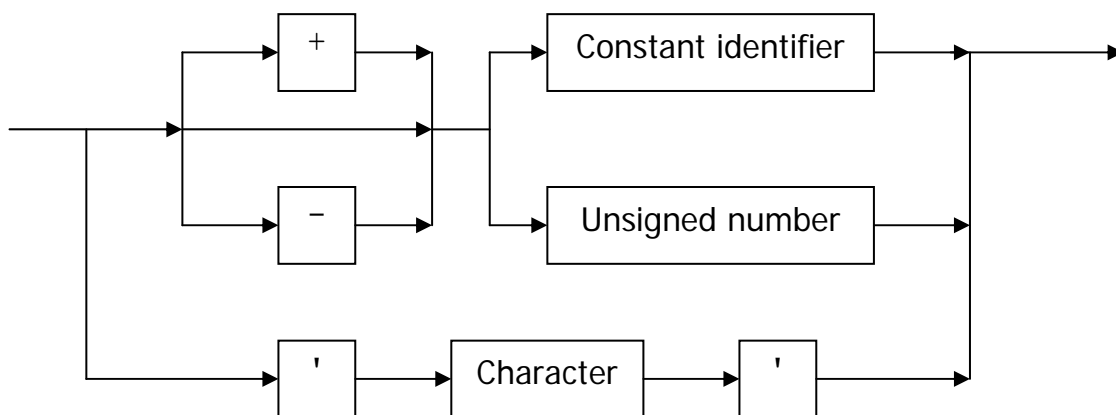 +
Constant identifier
-
Unsigned number
'
Character
'